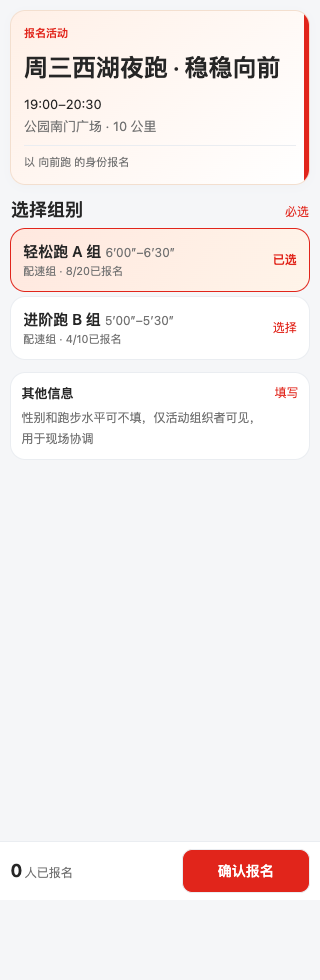 报名活动
周三西湖夜跑 · 稳稳向前
19:00–20:30
公园南门广场 · 10 公里
以 向前跑 的身份报名
选择组别
必选
轻松跑 A 组 6′00″–6′30″
配速组 · 8/20已报名
已选
进阶跑 B 组 5′00″–5′30″
配速组 · 4/10已报名
选择
其他信息
填写
性别和跑步水平可不填，仅活动组织者可见，
用于现场协调
0 人已报名
确认报名